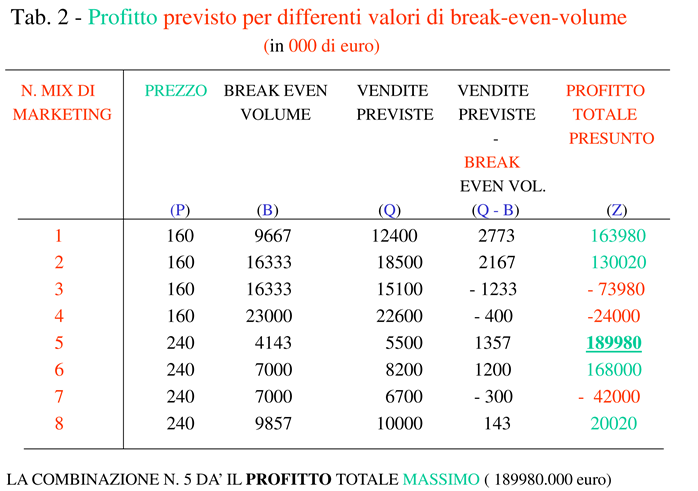 Tab. 2 - Profitto previsto per differenti valori di break-even-volume
(in 000 di euro)
N. MIX DI PREZZO BREAK EVEN VENDITE VENDITE PROFITTO
MARKETING VOLUME PREVISTE PREVISTE TOTALE
- PRESUNTO
BREAK
EVEN VOL.
(P) (B) (Q) (Q - B) (Z)
1 160 9667 12400 2773 163980
2 160 16333 18500 2167 130020
3 160 16333 15100 - 1233 - 73980
4 160 23000 22600 - 400 -24000
5 240 4143 5500 1357 189980
6 240 7000 8200 1200 168000
7 240 7000 6700 - 300 - 42000
8 240 9857 10000 143 20020
LA COMBINAZIONE N. 5 DA' IL PROFITTO TOTALE MASSIMO ( 189980.000 euro)